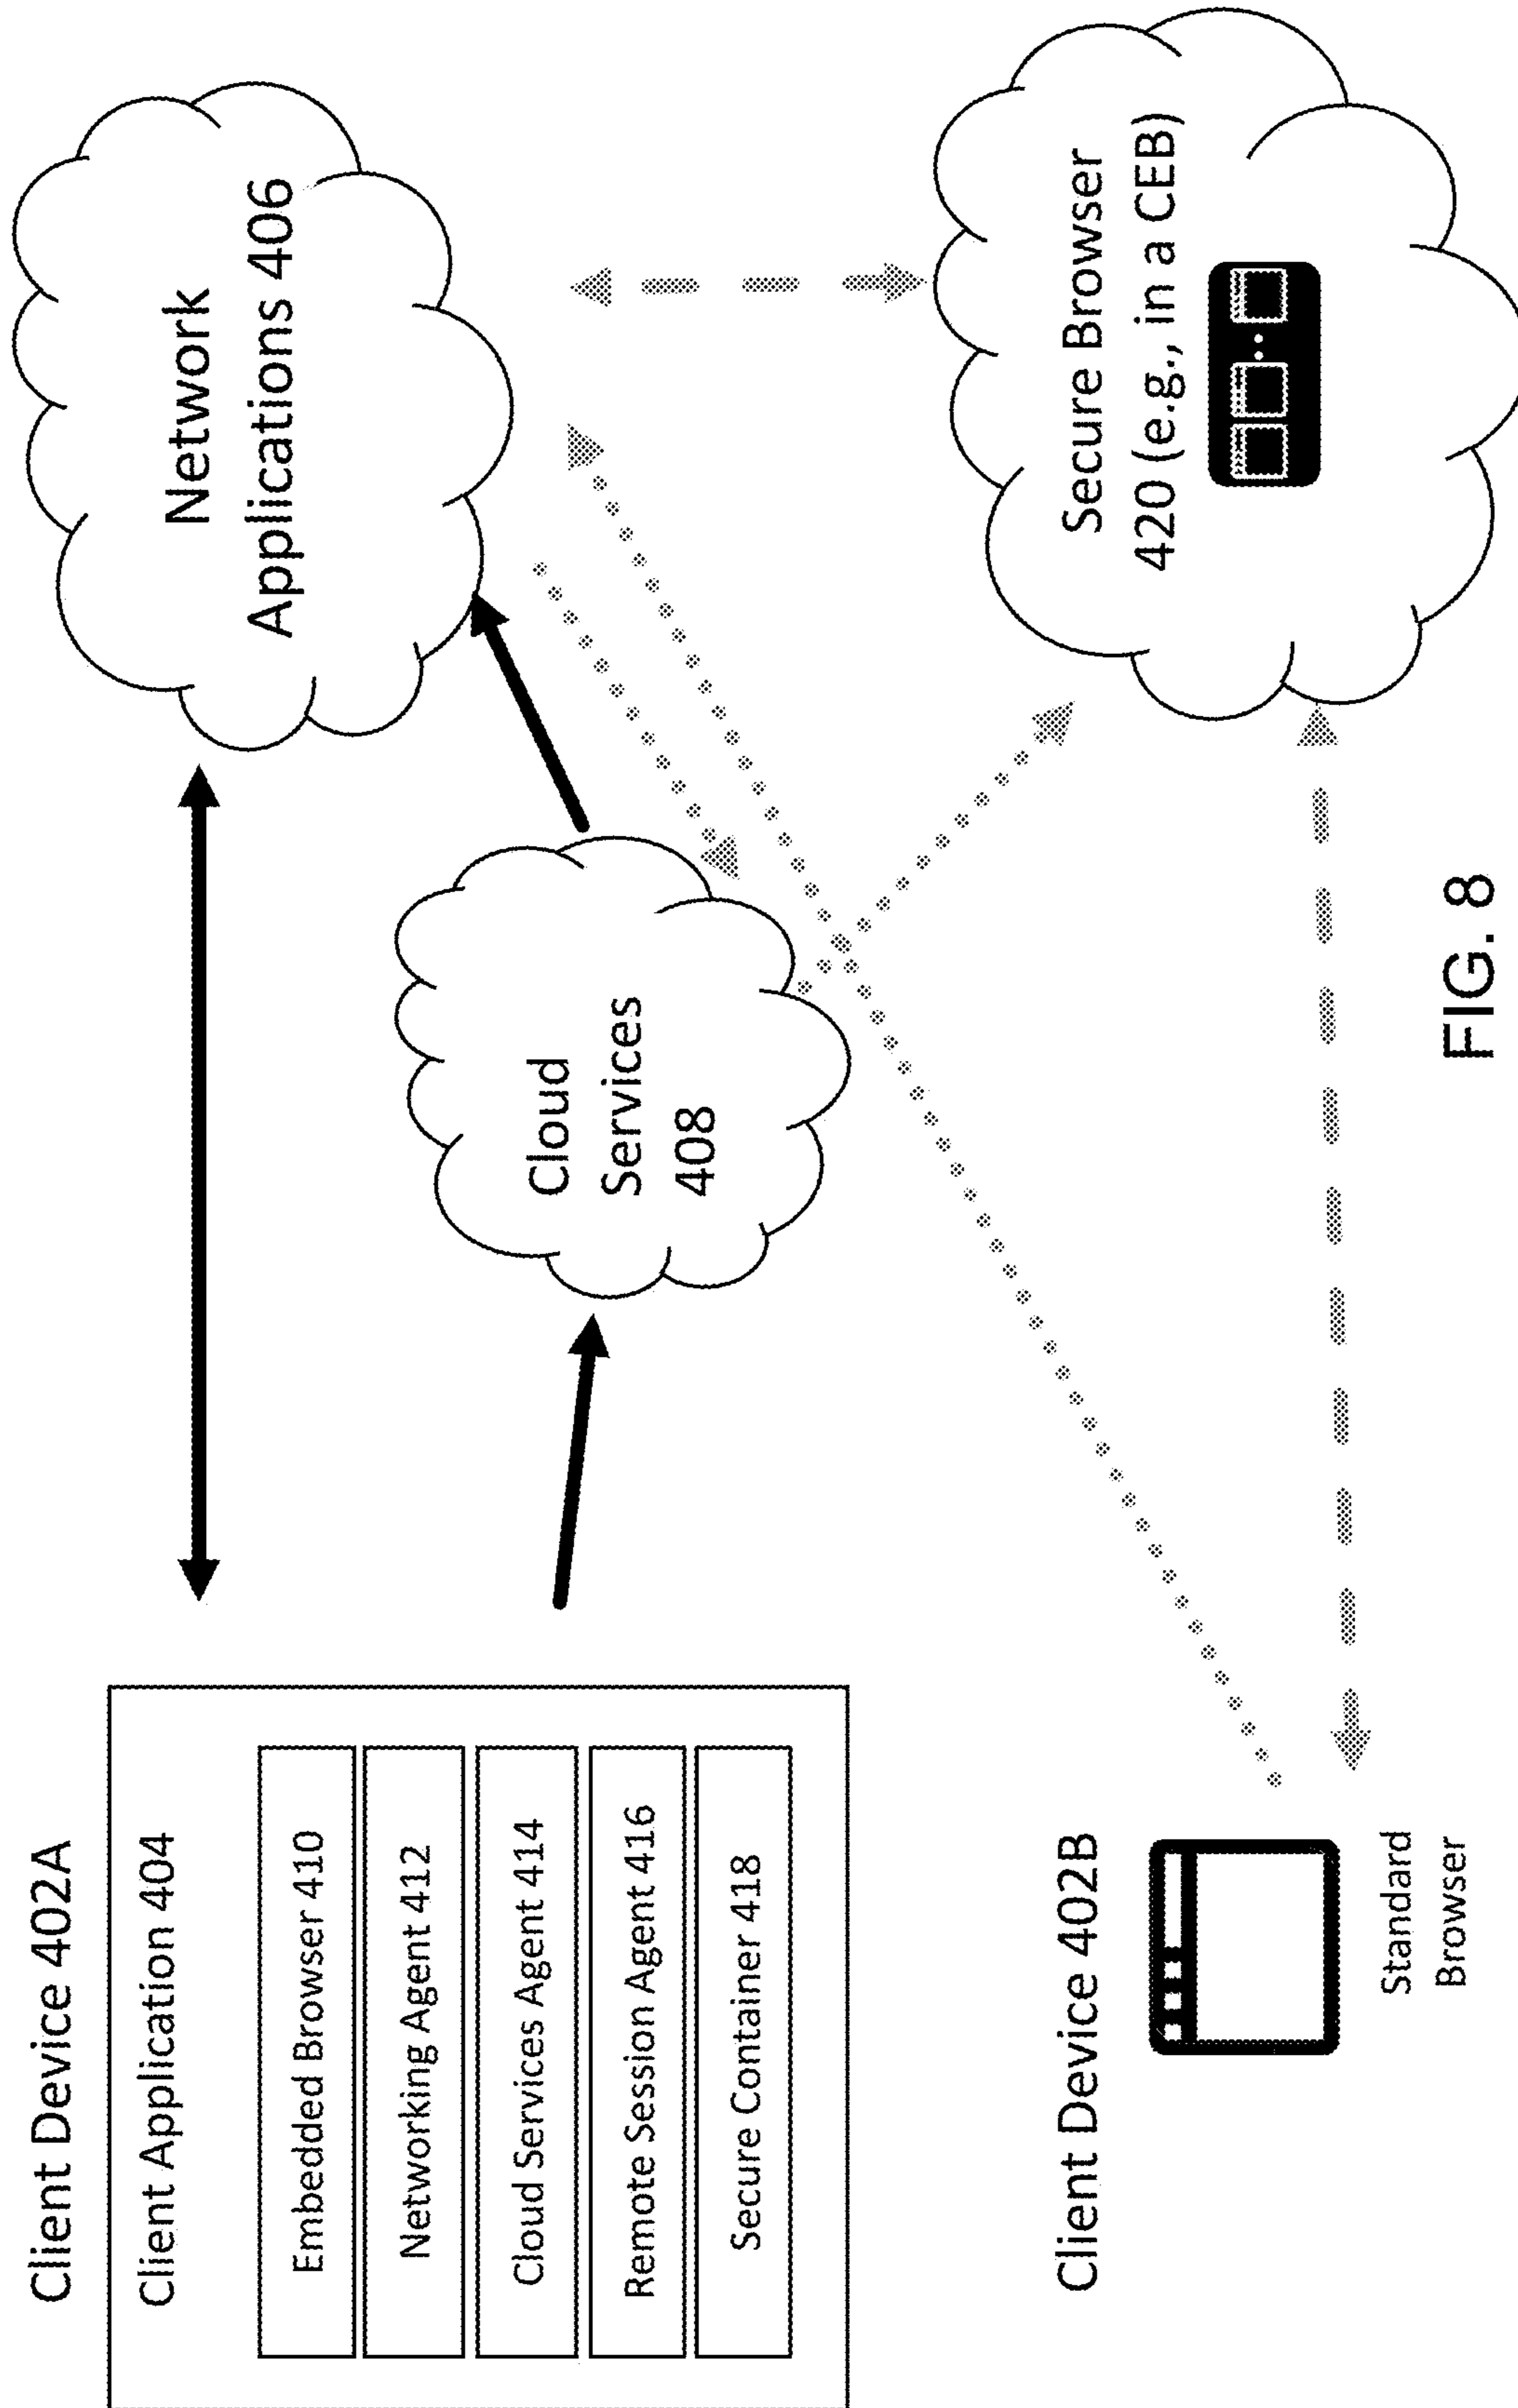 Client Device 402A
Client Application 404
Embedded Browser 410
Networking Agent 412
Cloud Services Agent 414
Remote Session Agent 416
Secure Container 418
Network
Applications 406
Cloud
Services
408
Client Device 402B
Standard
Browser
Secure Browser
420 (e.g., in a CEB)
FIG. 8